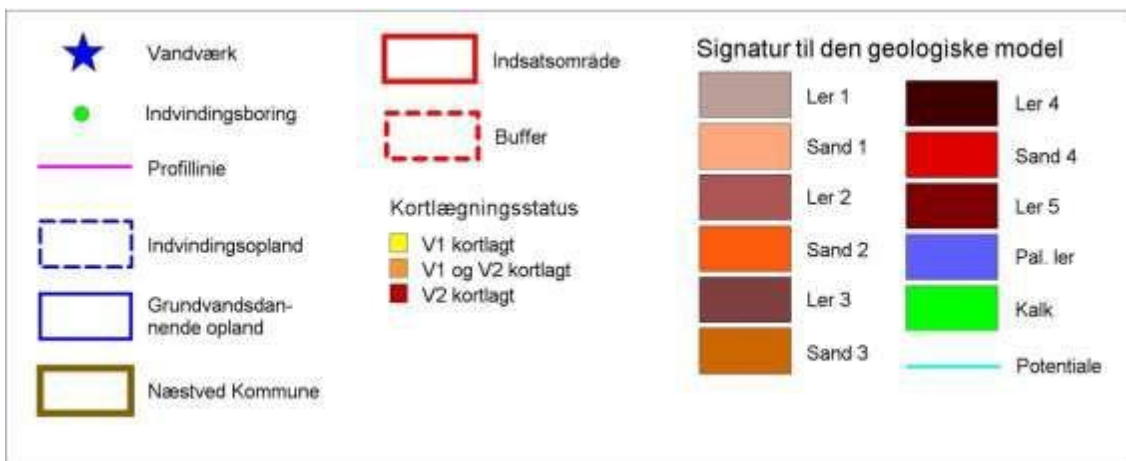 Vandværk
Indvindingsboring
Profillinie
Indvindingsopland
Grundvandsdan-
nende opland
Næstved Kommune
Indsatsområde
Buffer
Kortlægningsstatus
V1 kortlagt
V1 og V2 kortlagt
V2 kortlagt
Signatur til den geologiske model
Ler 1
Sand 1
Ler 2
Sand 2
Ler 3
Sand 3
Ler 4
Sand 4
Ler 5
Pal. ler
Kalk
Potentiale